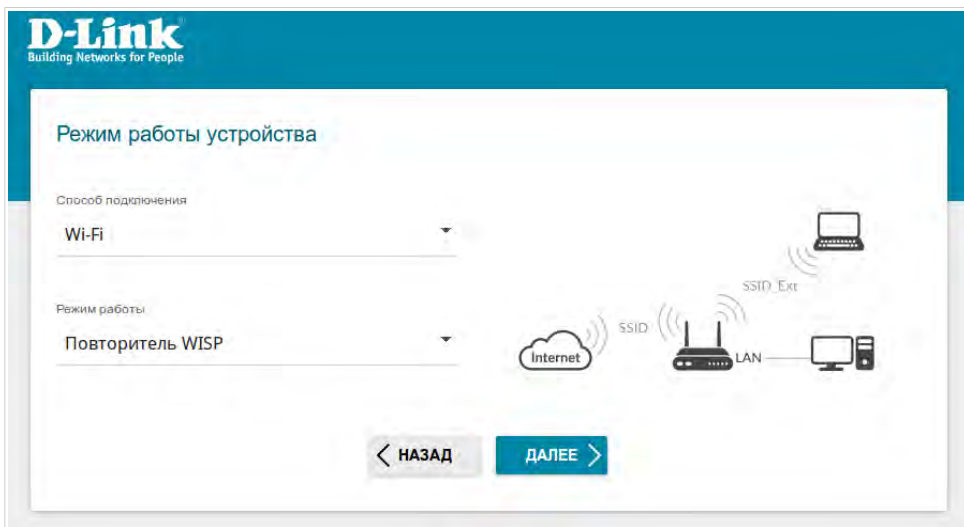 D-Link
Building Networks for People
Режим работы устройства
Способ подключения
Wi-Fi
Режим работы
Повторитель WISP
SSID_Ext
SSID
Internet
LAN
НАЗАД
ДАЛЕЕ